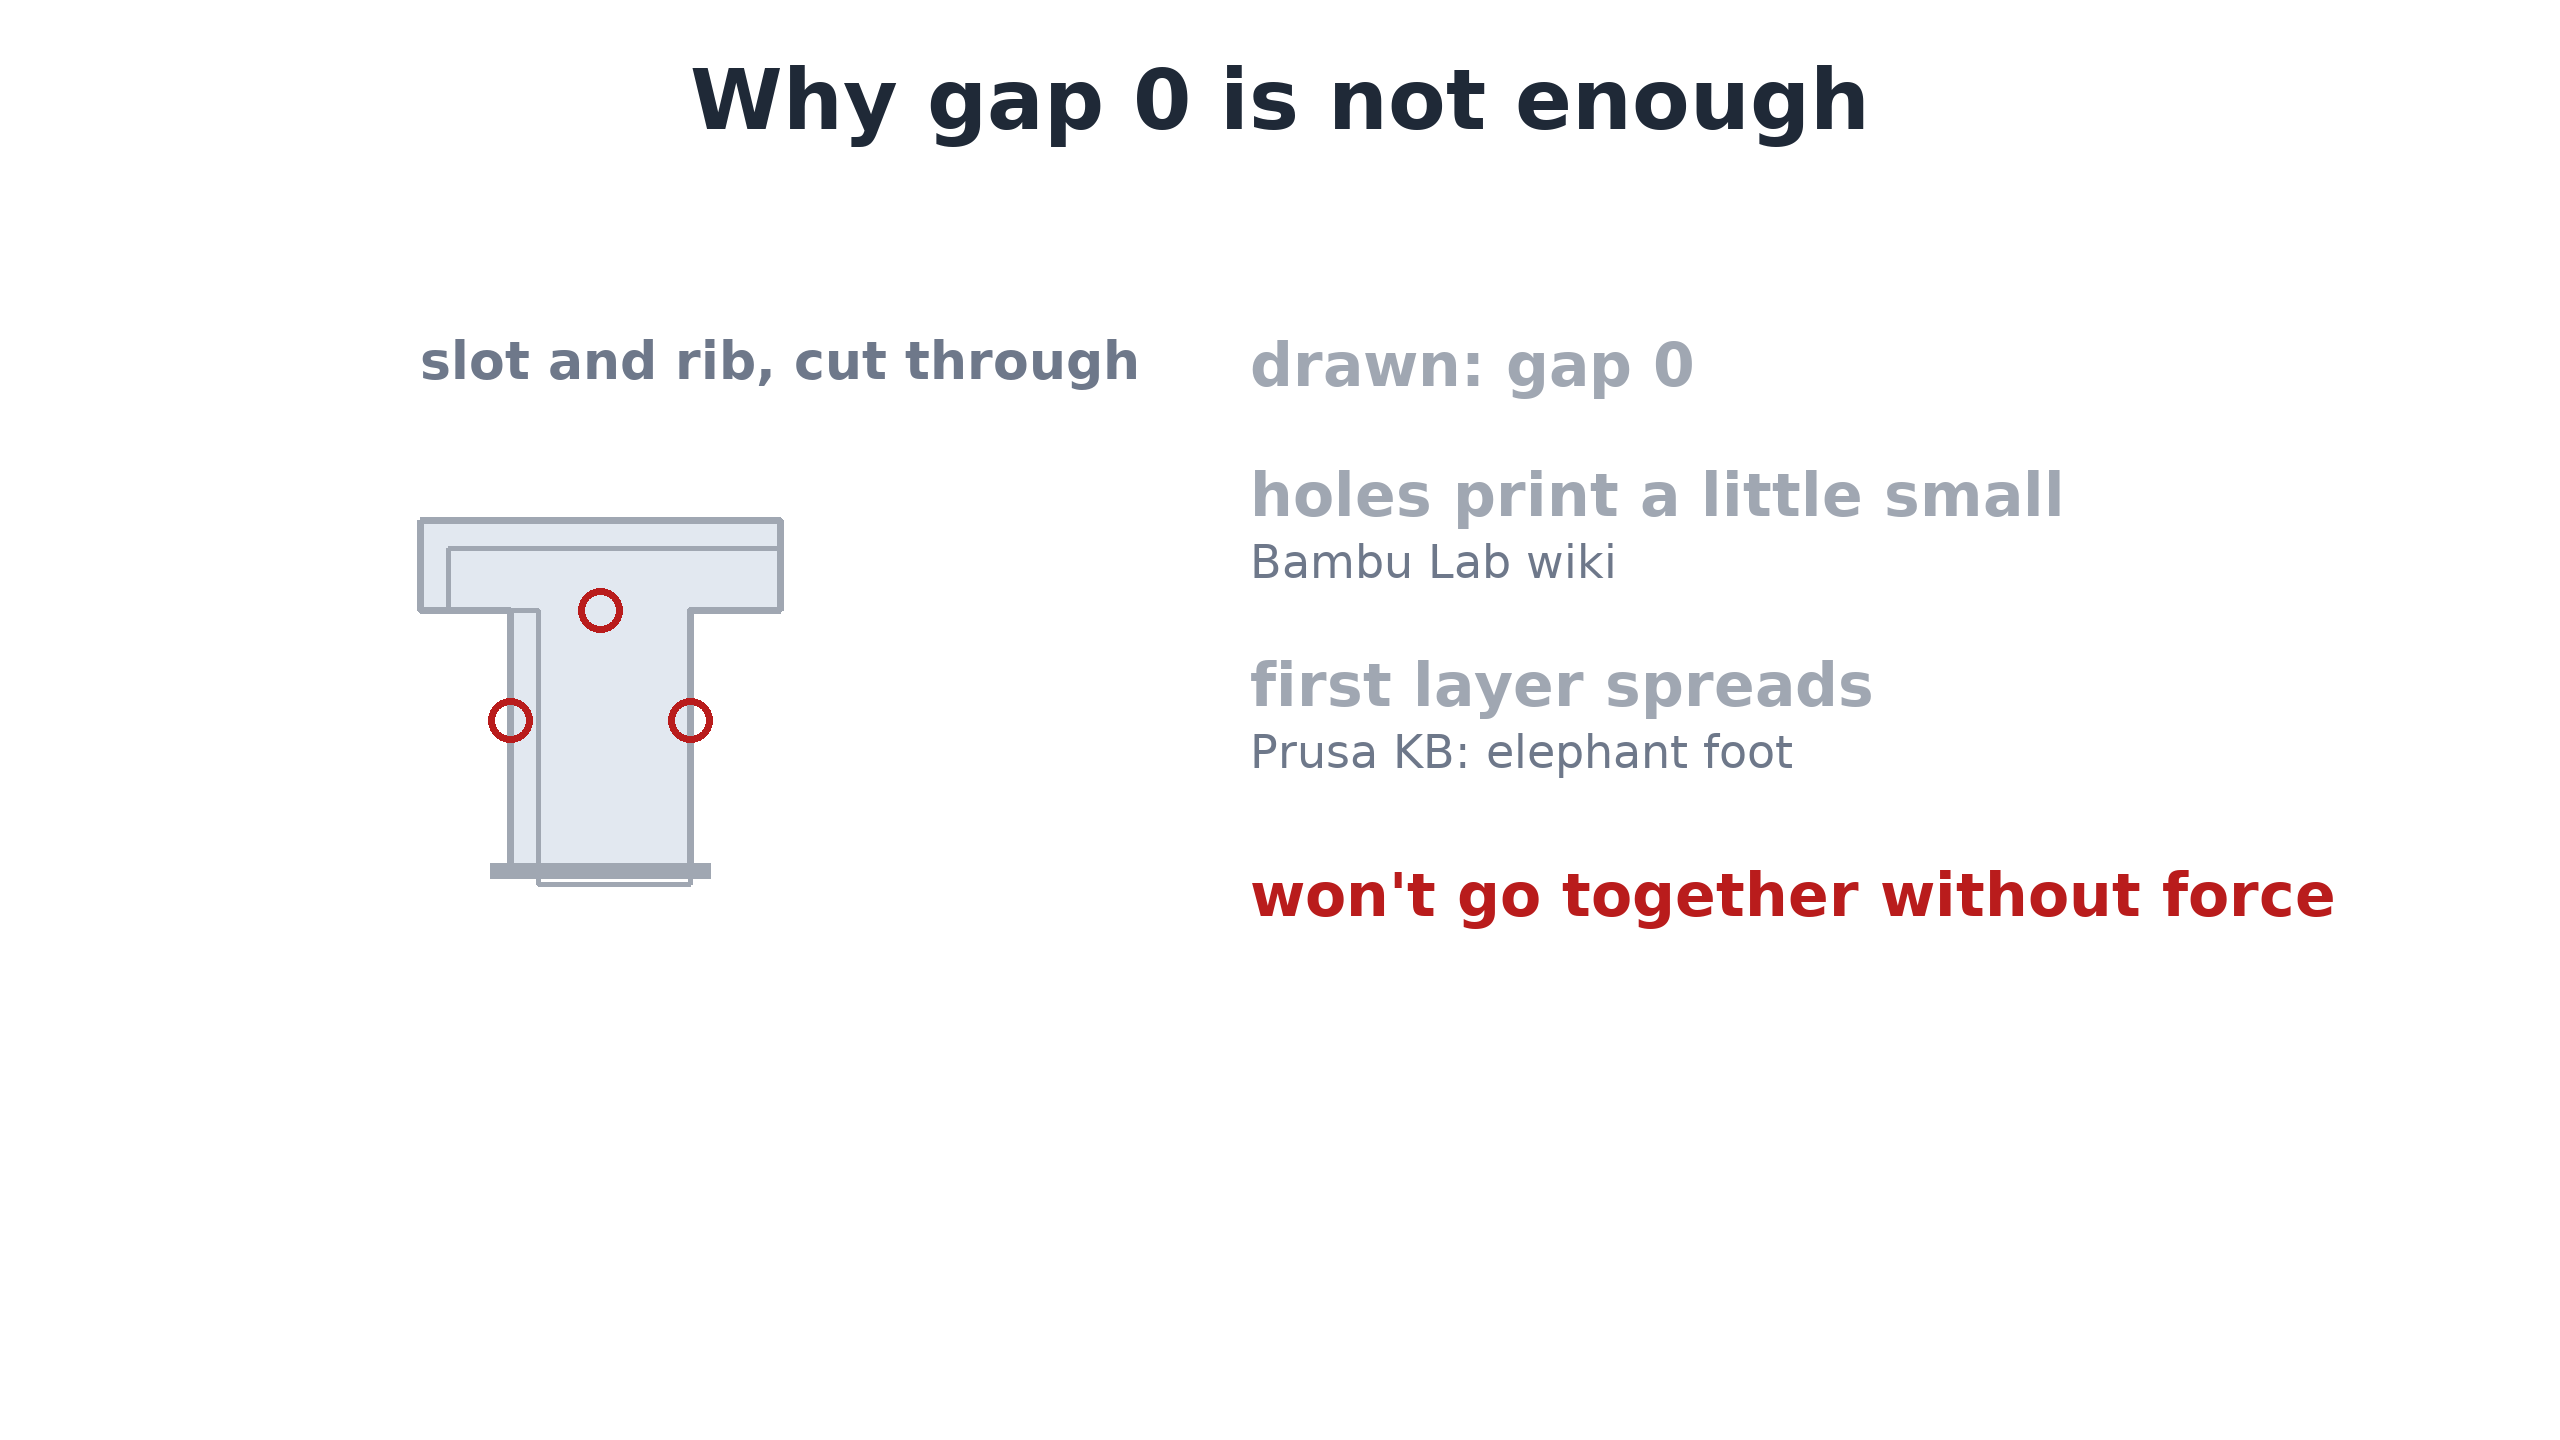 Why gap 0 is not enough
slot and rib, cut through
drawn: gap 0
holes print a little small
Bambu Lab wiki
first layer spreads
Prusa KB: elephant foot
won't go together without force